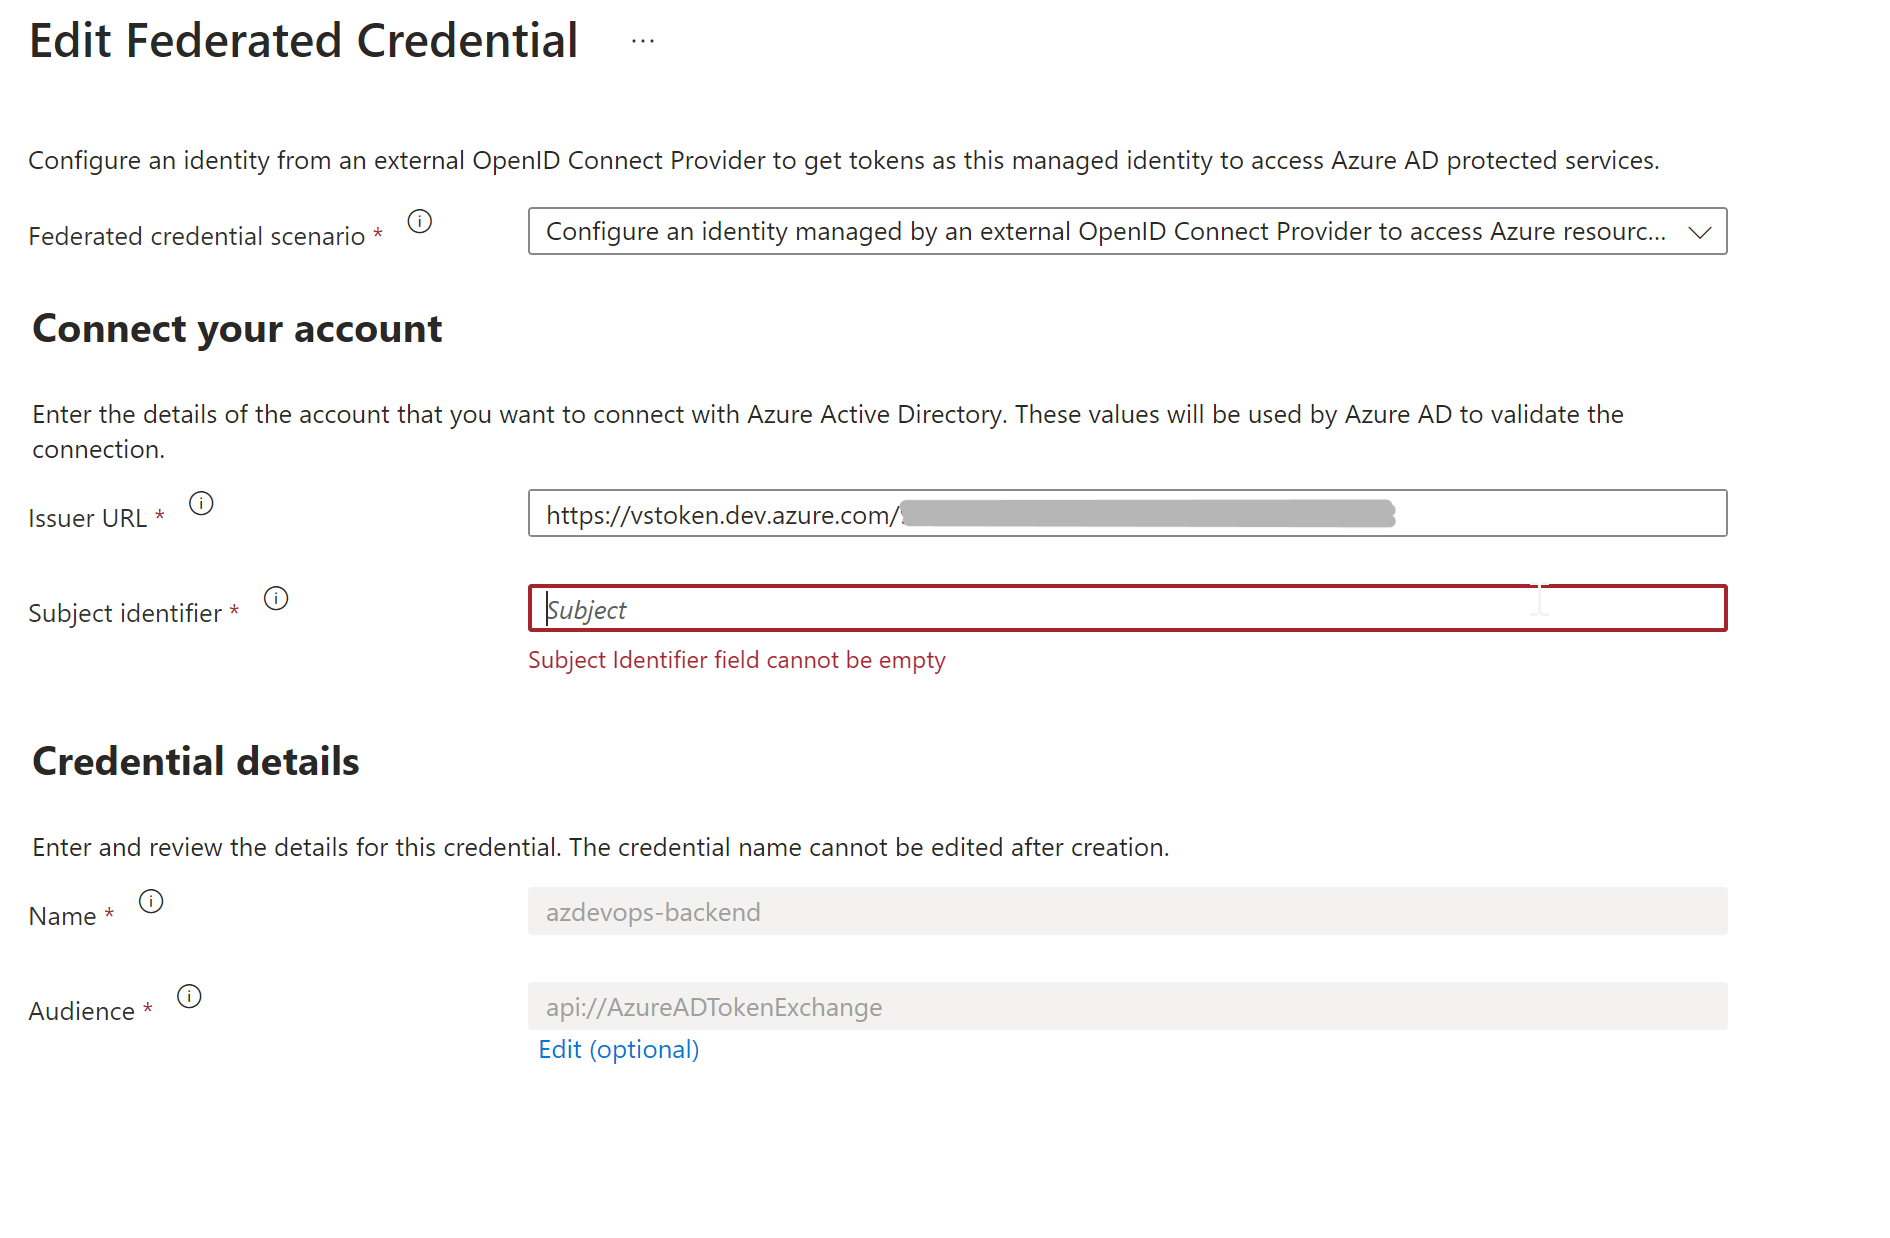 Edit Federated Credential ...
Configure an identity from an external OpenID Connect Provider to get tokens as this managed identity to access Azure AD protected services.
Federated credential scenario *
Configure an identity managed by an external OpenID Connect Provider to access Azure resourc...
Connect your account
Enter the details of the account that you want to connect with Azure Active Directory. These values will be used by Azure AD to validate the
connection.
Issuer URL *
https://vstoken.dev.azure.com/
Subject identifier *
Subject
Subject Identifier field cannot be empty
Credential details
Enter and review the details for this credential. The credential name cannot be edited after creation.
Name *
azdevops-backend
Audience *
api://AzureADTokenExchange
Edit (optional)